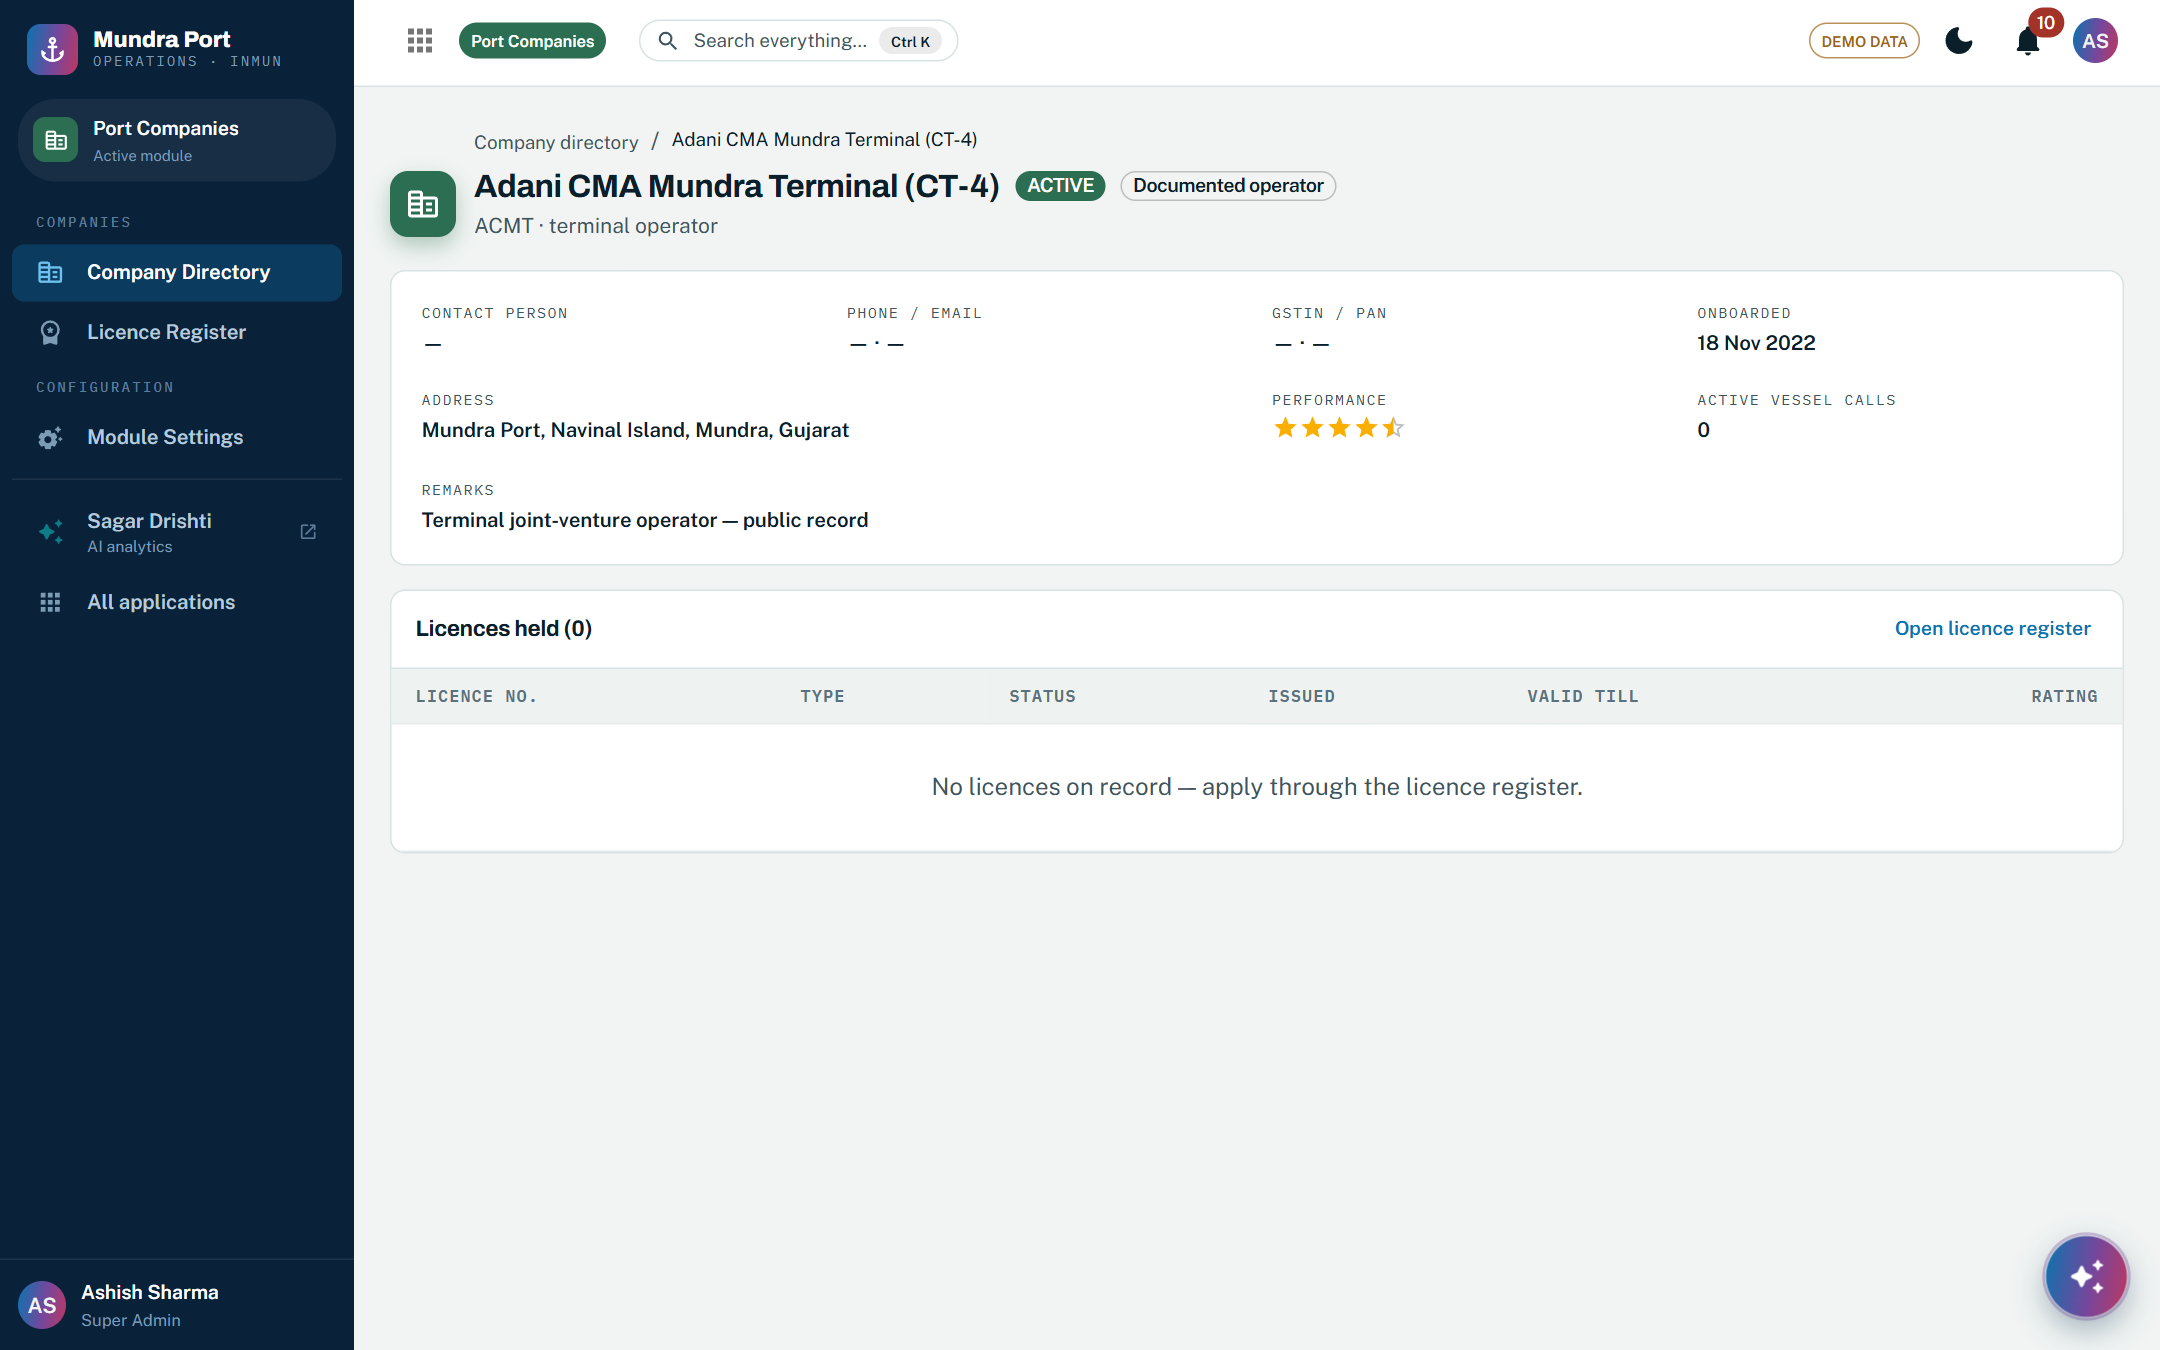 Mundra Port
OPERATIONS · INMUN
Port Companies
Active module
COMPANIES
Company Directory
Licence Register
CONFIGURATION
Module Settings
Sagar Drishti
AI analytics
All applications
AS
Ashish Sharma
Super Admin
Port Companies
Search everything...
Ctrl K
DEMO DATA
10
AS
Company directory / Adani CMA Mundra Terminal (CT-4)
Adani CMA Mundra Terminal (CT-4)
ACTIVE
Documented operator
ACMT · terminal operator
CONTACT PERSON
—
PHONE / EMAIL
— · —
GSTIN / PAN
— · —
ONBOARDED
18 Nov 2022
ADDRESS
Mundra Port, Navinal Island, Mundra, Gujarat
PERFORMANCE
ACTIVE VESSEL CALLS
0
REMARKS
Terminal joint-venture operator — public record
Licences held (0)
Open licence register
LICENCE NO. TYPE STATUS ISSUED VALID TILL RATING
No licences on record — apply through the licence register.